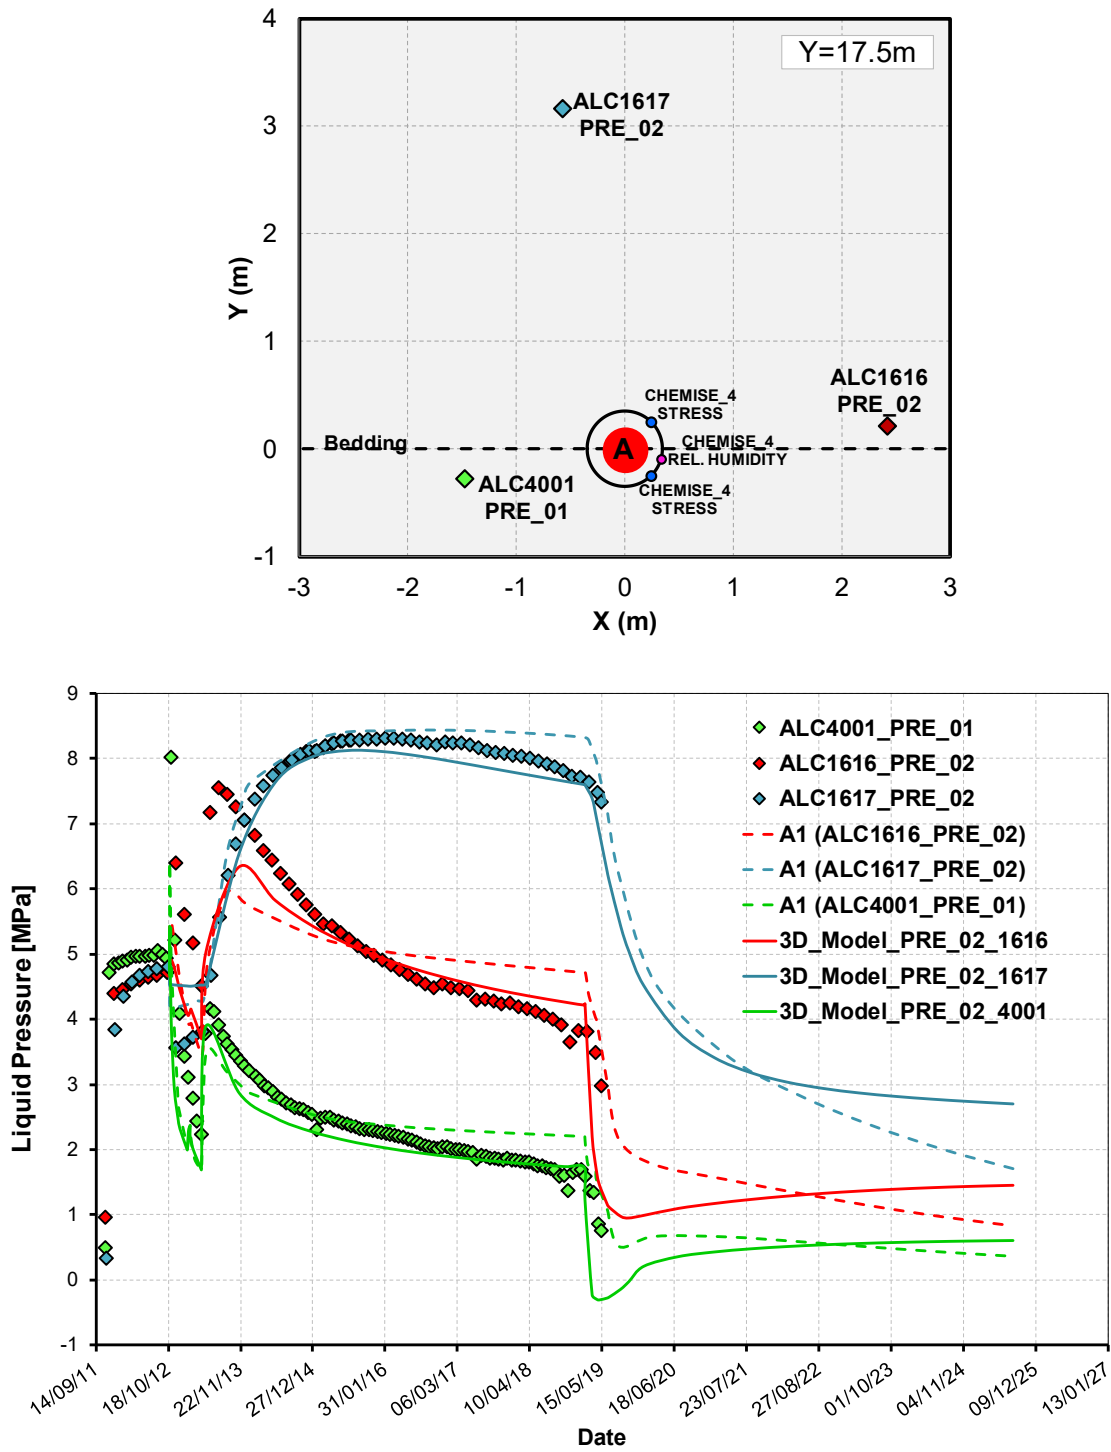 4
Y=17.5m
ALC1617
PRE_02
3
2
Y (m)
1
ALC1616
PRE_02
CHEMISE_4
STRESS
Bedding
0
A
CHEMISE_4
REL. HUMIDITY
ALC4001
PRE_01
CHEMISE_4
STRESS
-1
-3
-2
-1
0
1
2
3
X (m)
9
8
7
6
5
4
3
2
1
0
-1
Liquid Pressure [MPa]
ALC4001_PRE_01
ALC1616_PRE_02
ALC1617_PRE_02
A1 (ALC1616_PRE_02)
A1 (ALC1617_PRE_02)
A1 (ALC4001_PRE_01)
3D_Model_PRE_02_1616
3D_Model_PRE_02_1617
3D_Model_PRE_02_4001
14/09/11
18/10/12
22/11/13
27/12/14
31/01/16
06/03/17
10/04/18
15/05/19
18/06/20
23/07/21
27/08/22
01/10/23
04/11/24
09/12/25
13/01/27
Date